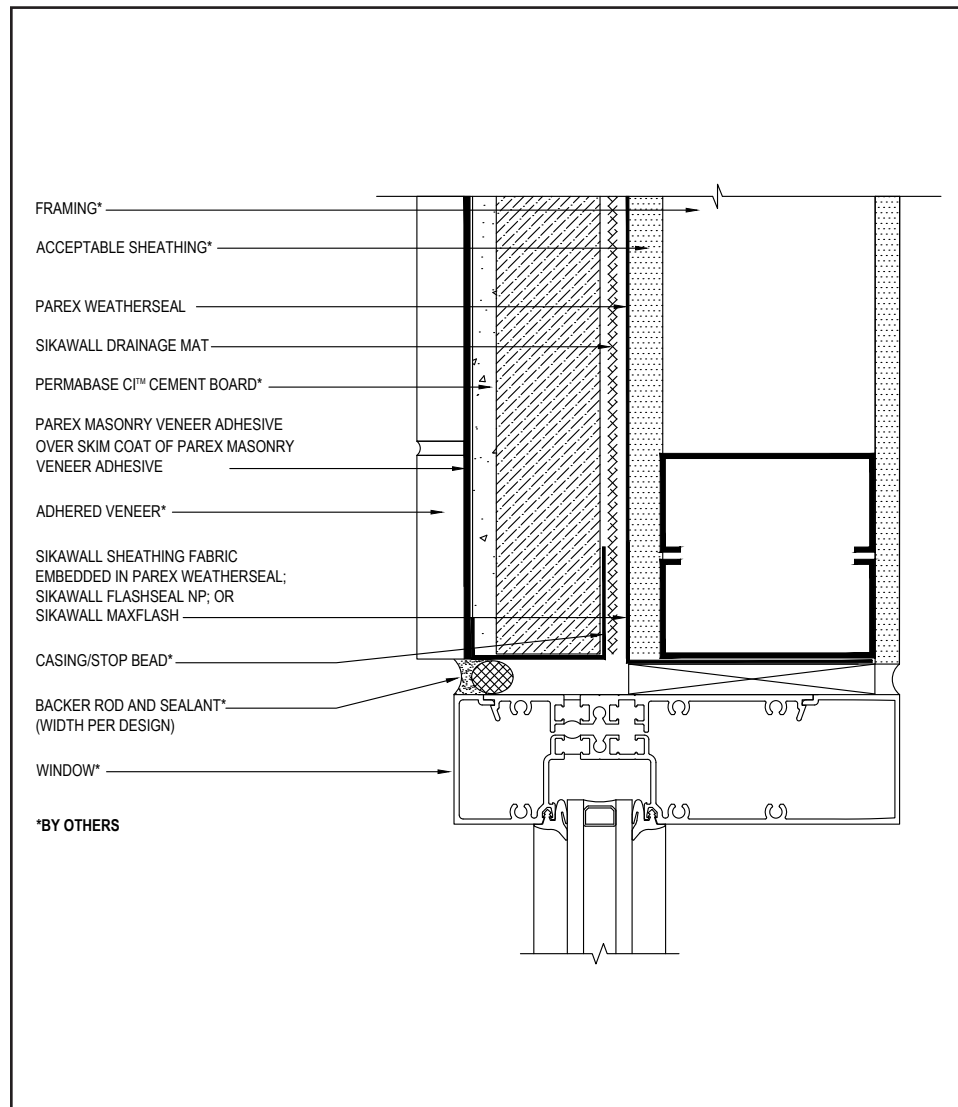 FRAMING*
ACCEPTABLE SHEATHING*
PAREX WEATHERSEAL
SIKAWALL DRAINAGE MAT
PERMABASE CI™ CEMENT BOARD*
PAREX MASONRY VENEER ADHESIVE
OVER SKIM COAT OF PAREX MASONRY
VENEER ADHESIVE
ADHERED VENEER*
SIKAWALL SHEATHING FABRIC
EMBEDDED IN PAREX WEATHERSEAL;
SIKAWALL FLASHSEAL NP; OR
SIKAWALL MAXFLASH
CASING/STOP BEAD*
BACKER ROD AND SEALANT*
(WIDTH PER DESIGN)
WINDOW*
*BY OTHERS